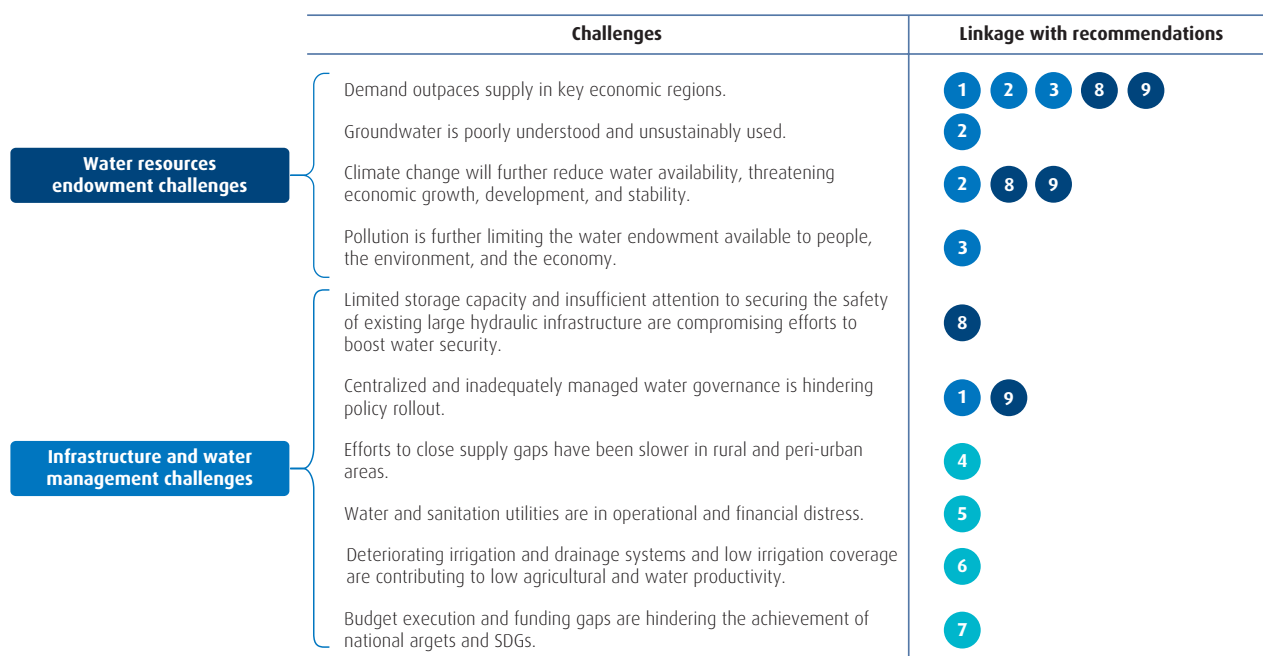 Challenges
Linkage with recommendations
Water resources
endowment challenges
Demand outpaces supply in key economic regions.
1 2 3 8 9
Groundwater is poorly understood and unsustainably used.
2
Climate change will further reduce water availability, threatening
economic growth, development, and stability.
2 8 9
Pollution is further limiting the water endowment available to people,
the environment, and the economy.
3
Infrastructure and water
management challenges
Limited storage capacity and insufficient attention to securing the safety
of existing large hydraulic infrastructure are compromising efforts to
boost water security.
8
Centralized and inadequately managed water governance is hindering
policy rollout.
1 9
Efforts to close supply gaps have been slower in rural and peri-urban
areas.
4
Water and sanitation utilities are in operational and financial distress.
5
Deteriorating irrigation and drainage systems and low irrigation coverage
are contributing to low agricultural and water productivity.
6
Budget execution and funding gaps are hindering the achievement of
national argets and SDGs.
7